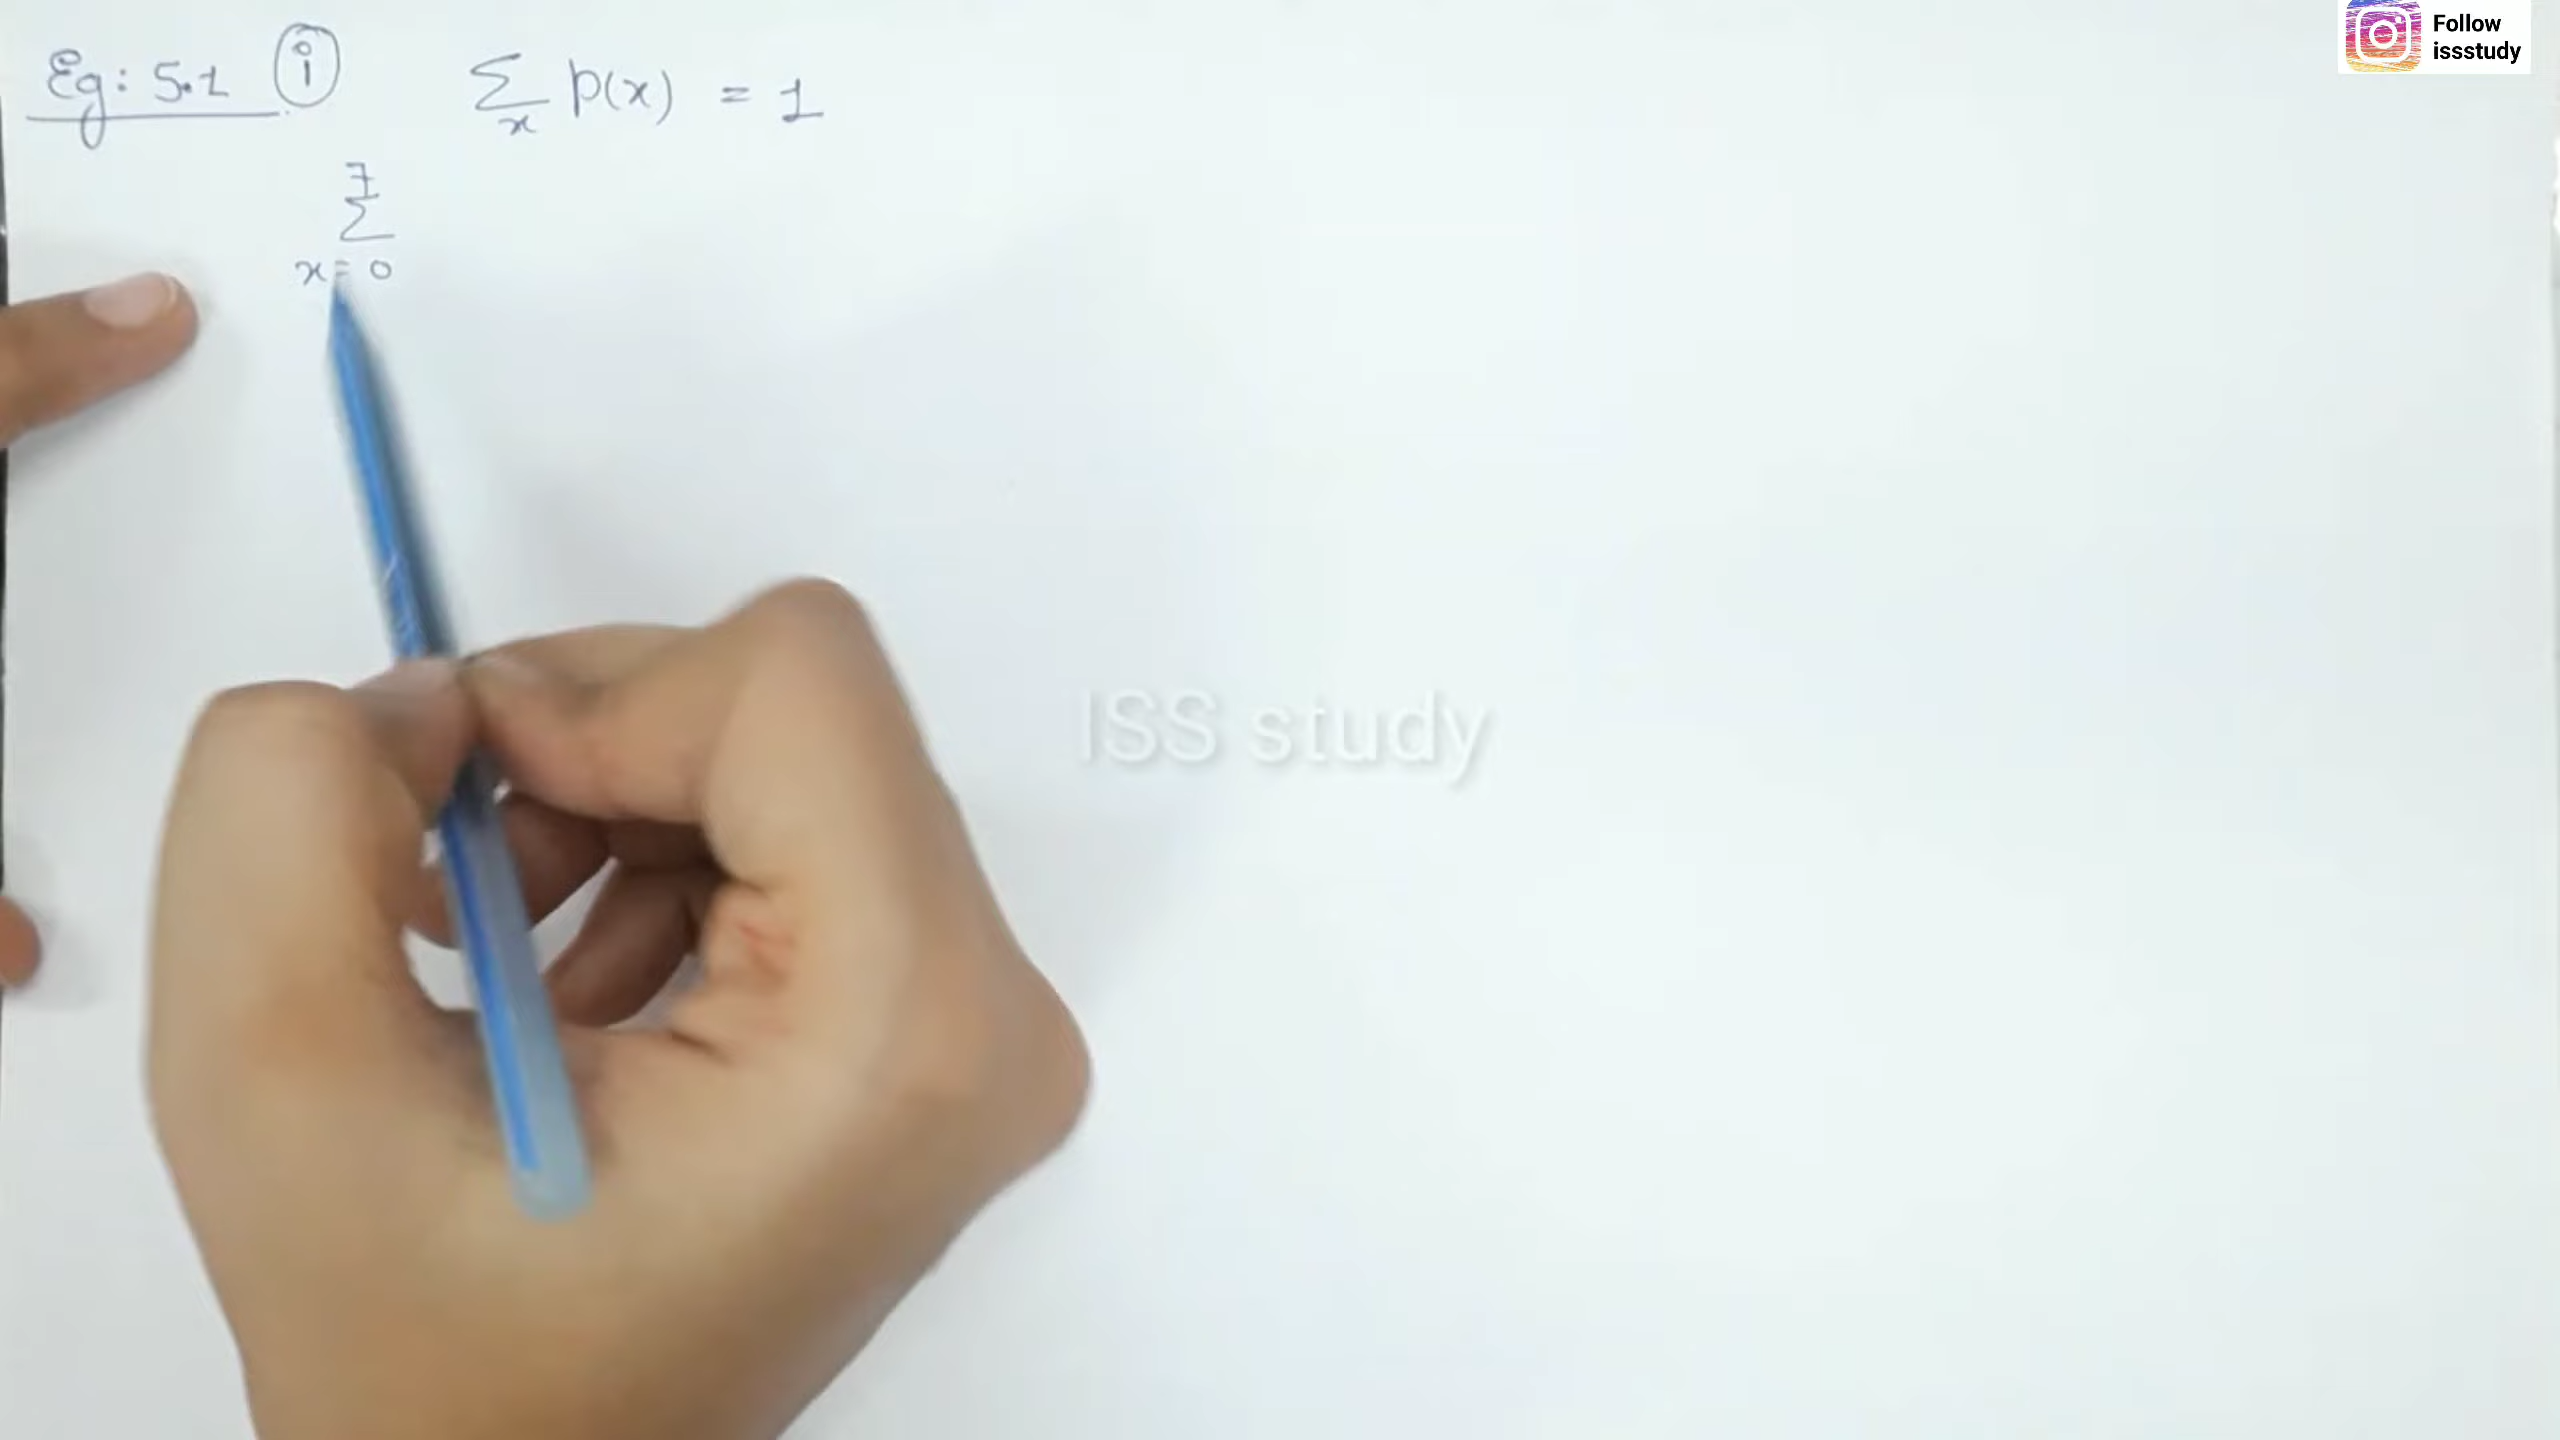 Eg: 5.1 (i) ∑ₓ p(x) = 1
7
∑
x = 0
Follow
issstudy
ISS study